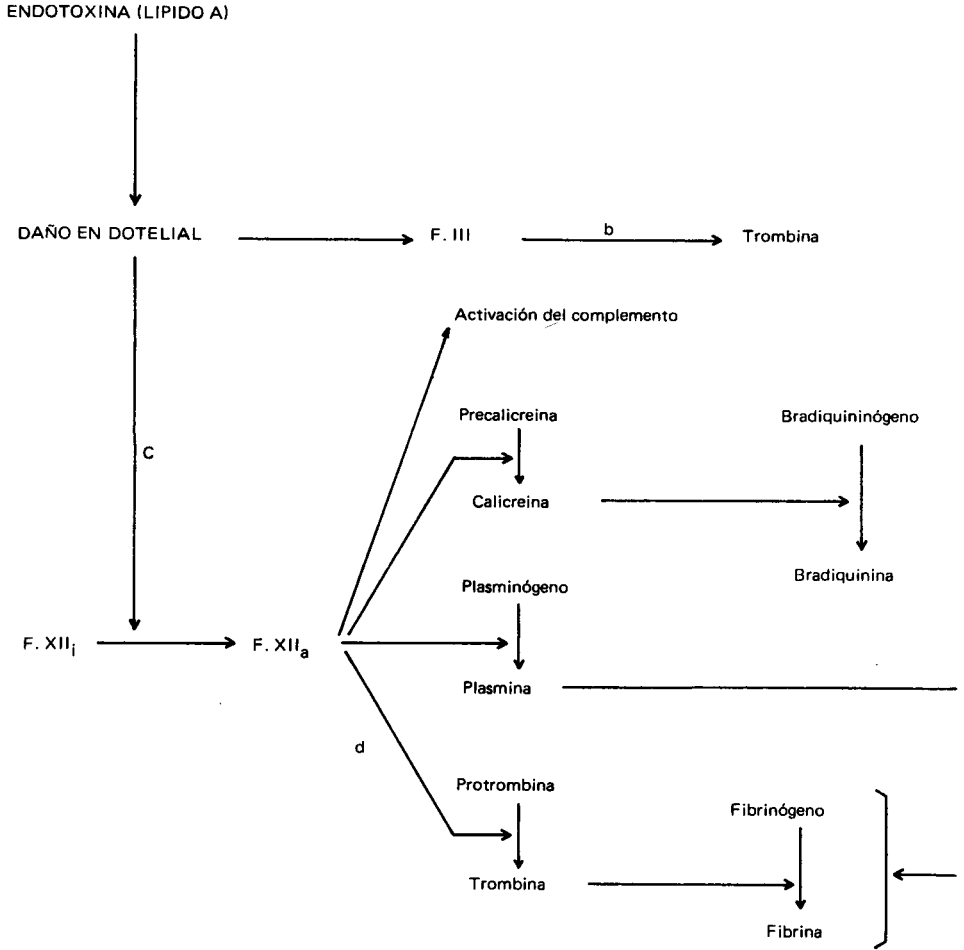 ENDOTOXINA (LIPIDO A)
DAÑO EN DOTELIAL
F. III
b
Trombina
Activación del complemento
Precalicreina
Bradiquininógeno
C
Calicreina
Bradiquinina
Plasminógeno
F. XIIi
F. XIIa
Plasmina
d
Protrombina
Fibrinógeno
Trombina
Fibrina